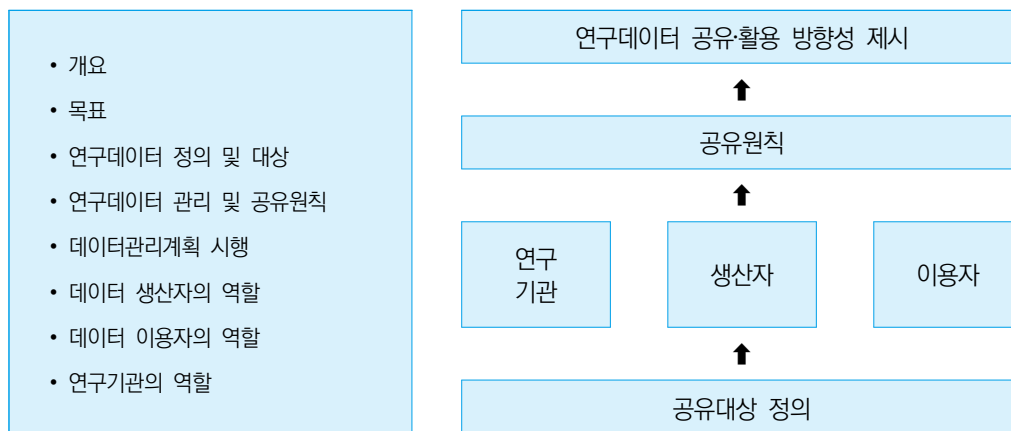 • 개요
• 목표
• 연구데이터 정의 및 대상
• 연구데이터 관리 및 공유원칙
• 데이터관리계획 시행
• 데이터 생산자의 역할
• 데이터 이용자의 역할
• 연구기관의 역할
연구데이터 공유·활용 방향성 제시
공유원칙
연구
기관
생산자
이용자
공유대상 정의